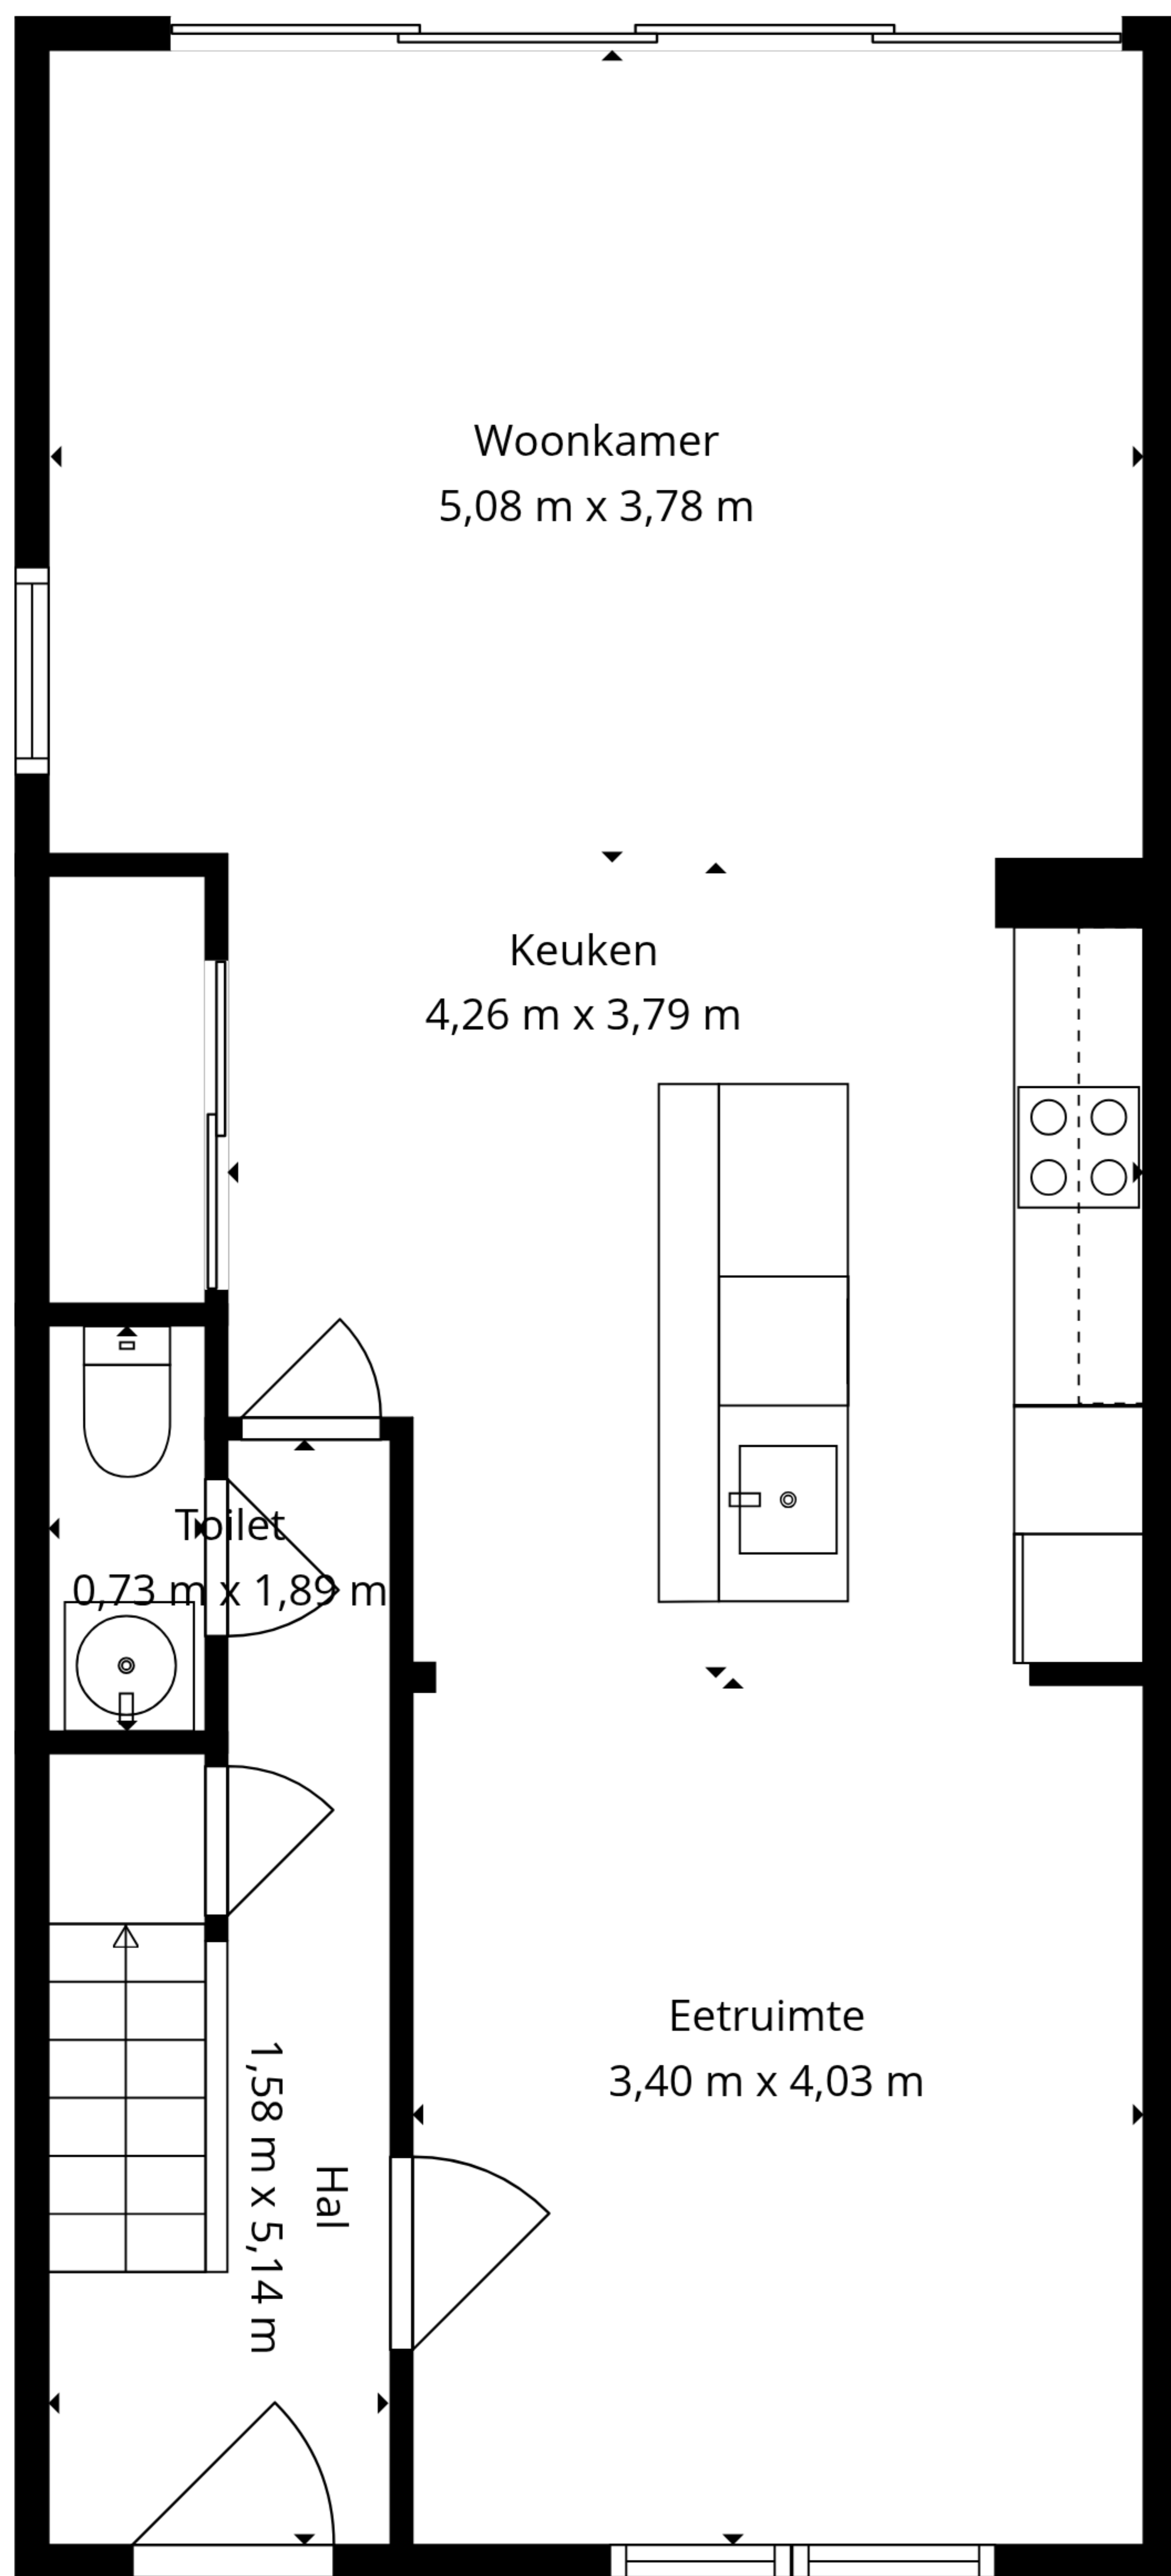 Woonkamer
5,08 m x 3,78 m
Keuken
4,26 m x 3,79 m
Toilet
0,73 m x 1,89 m
Eetruimte
3,40 m x 4,03 m
Hal
1,58 m x 5,14 m